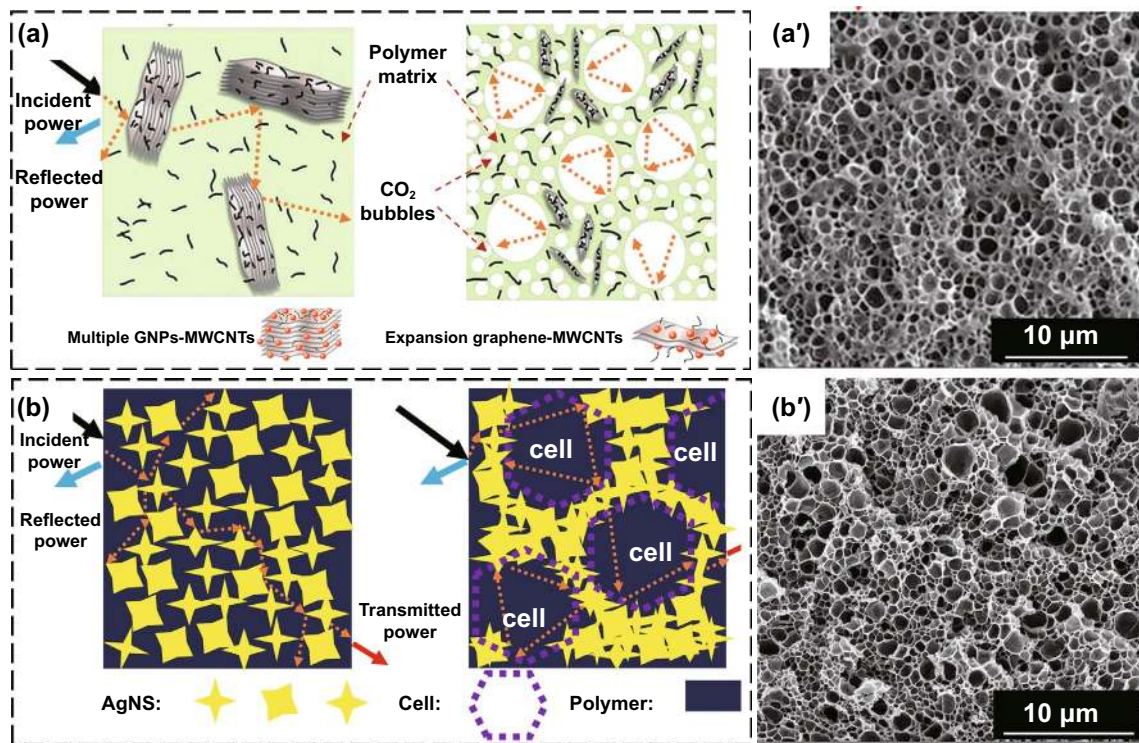 (a)
Incident
power
Reflected
power
Polymer
matrix
CO₂
bubbles
Multiple GNPs-MWCNTs
Expansion graphene-MWCNTs
(a′)
10 µm
(b)
Incident
power
Reflected
power
cell
cell
cell
cell
Transmitted
power
AgNS:
Cell:
Polymer:
(b′)
10 µm